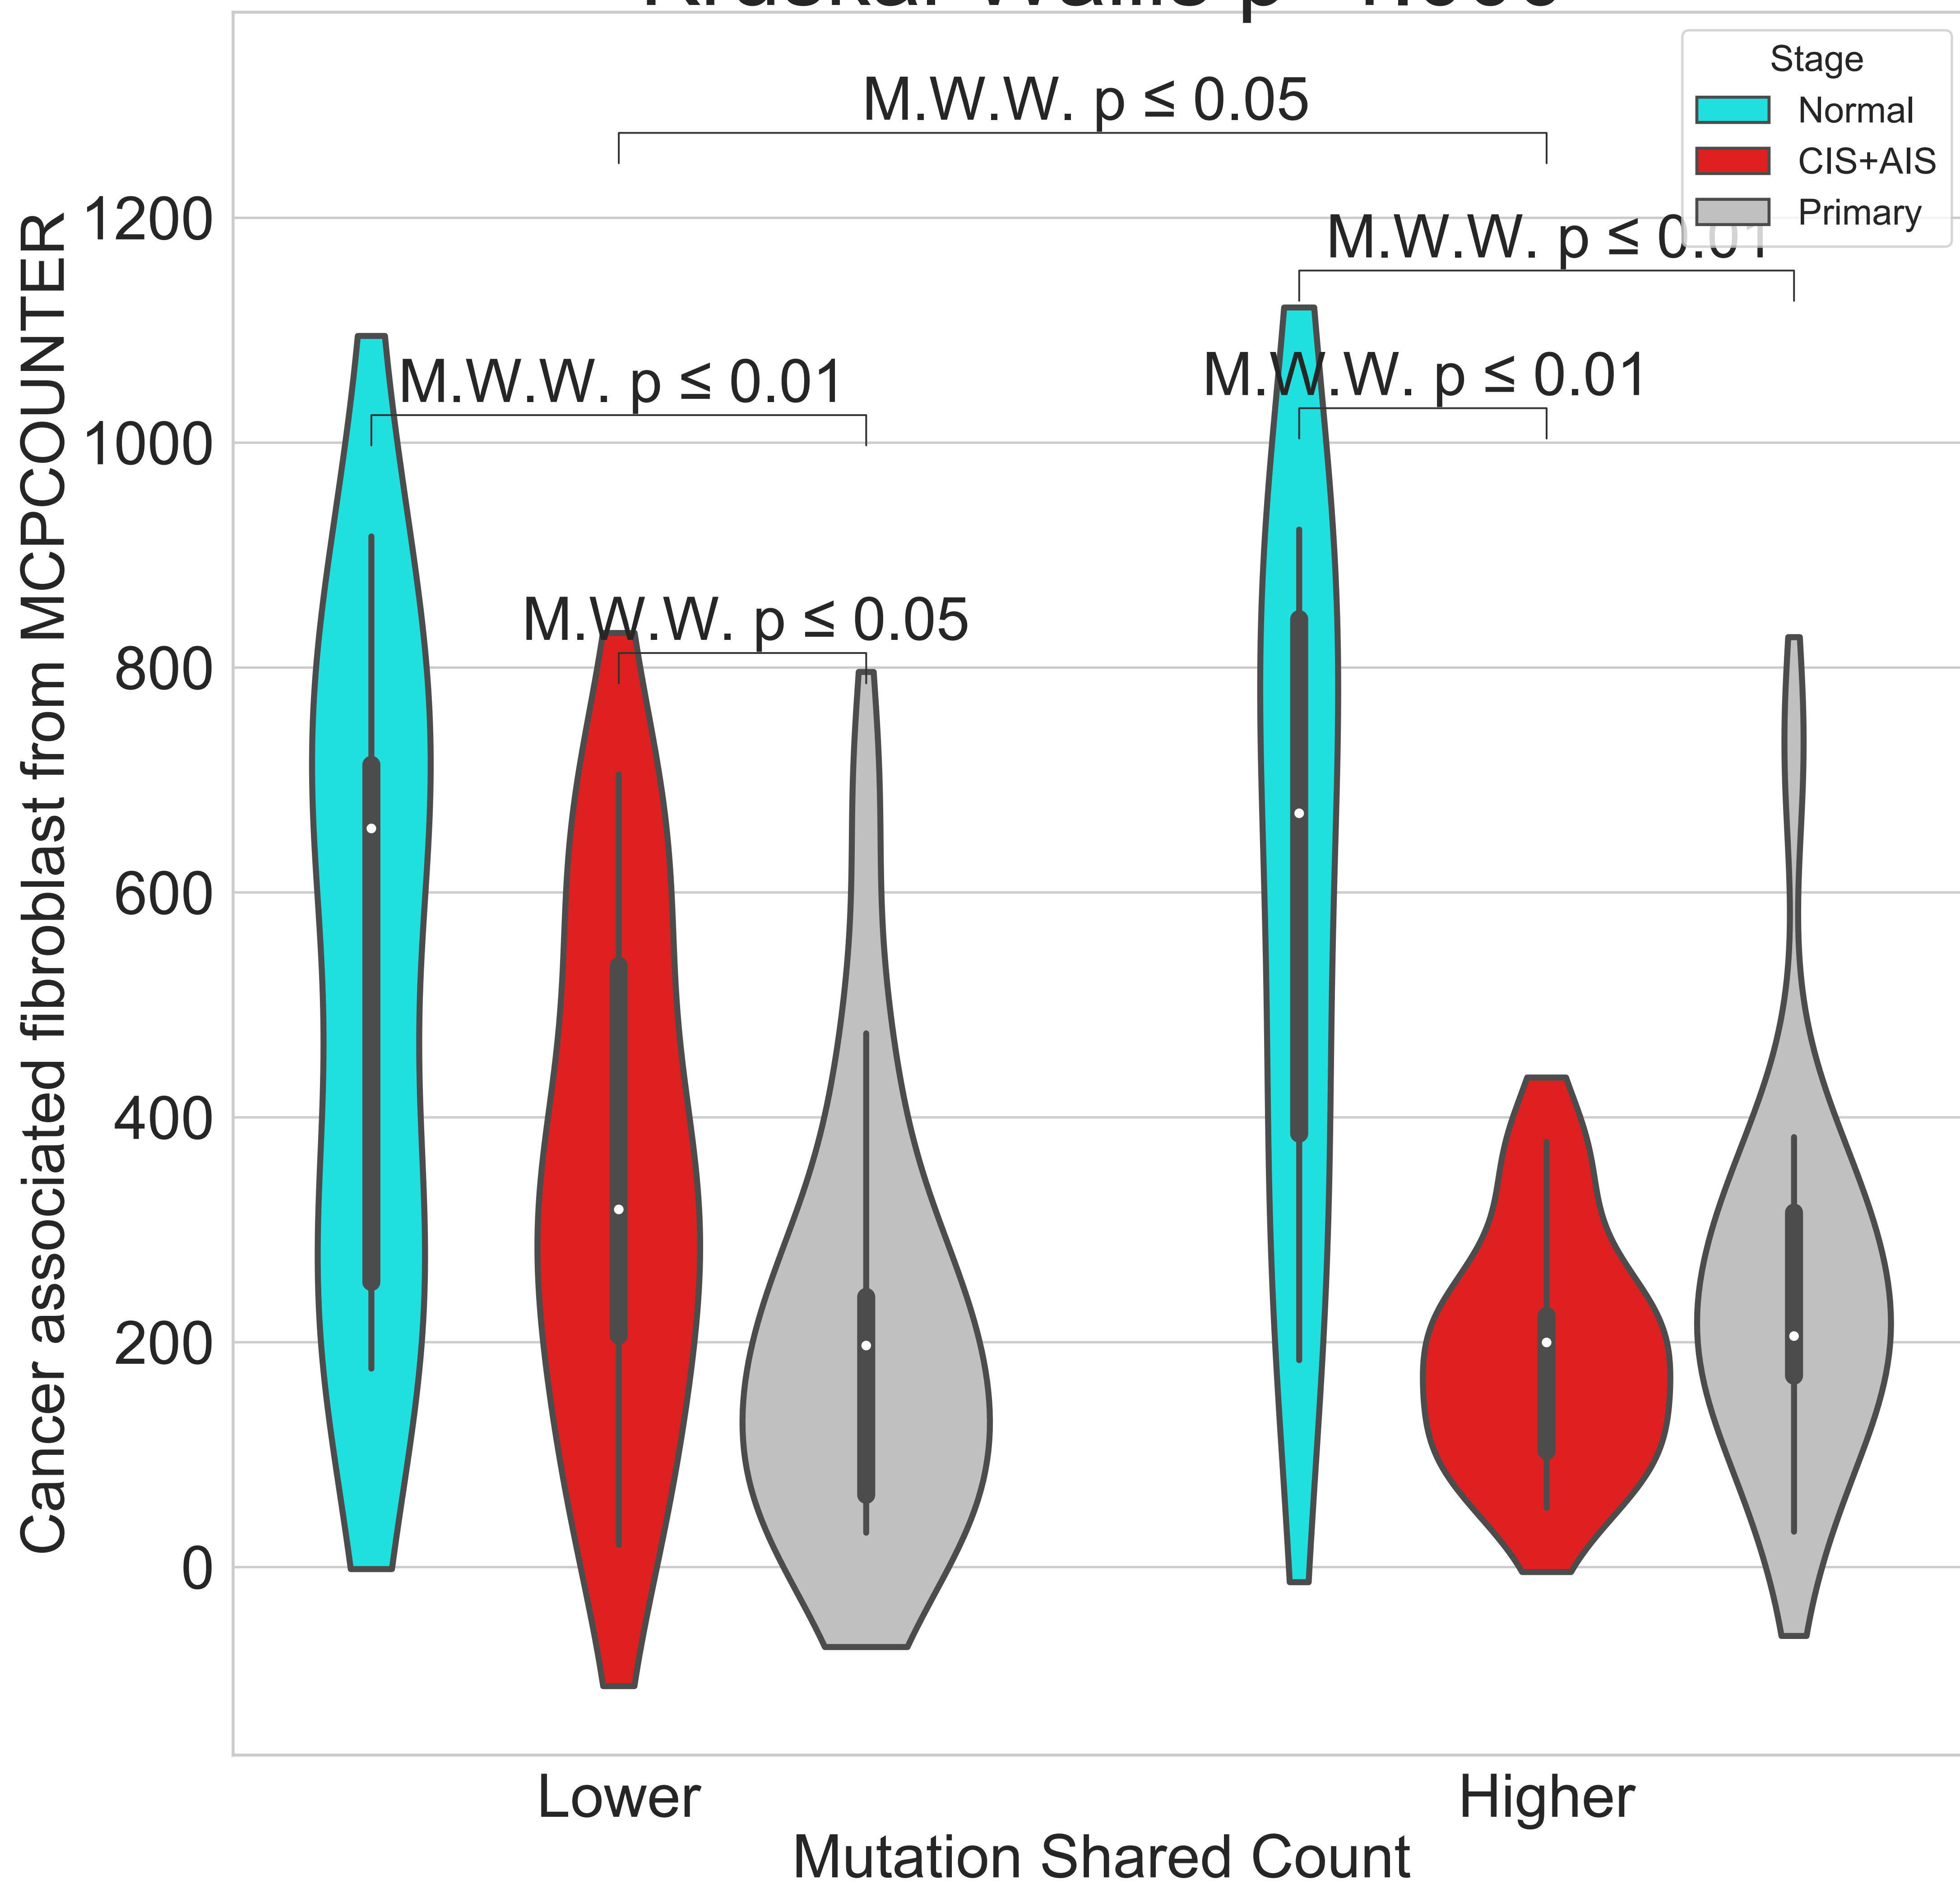 Stage
Normal
CIS+AIS
Primary
M.W.W. p ≤ 0.05
M.W.W. p ≤ 0.01
M.W.W. p ≤ 0.01
M.W.W. p ≤ 0.01
M.W.W. p ≤ 0.05
Cancer associated fibroblast from MCPCOUNTER
1200
1000
800
600
400
200
0
Lower
Higher
Mutation Shared Count